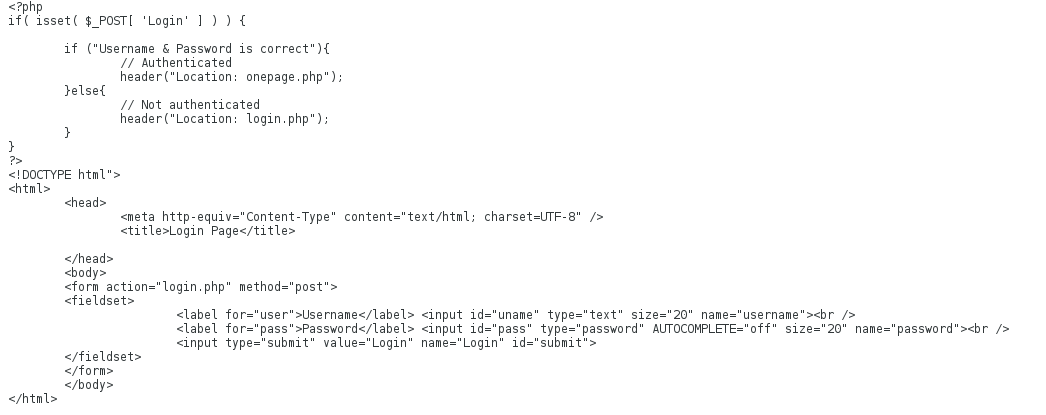 <?php
if( isset( $_POST[ 'Login' ] ) ) {
if ("Username & Password is correct"){
// Authenticated
header("Location: onepage.php");
}else{
// Not authenticated
header("Location: login.php");
}
}
?>
<!DOCTYPE html">
<html>
<head>
<meta http-equiv="Content-Type" content="text/html; charset=UTF-8" />
<title>Login Page</title>
</head>
<body>
<form action="login.php" method="post">
<fieldset>
<label for="user">Username</label> <input id="uname" type="text" size="20" name="username"><br />
<label for="pass">Password</label> <input id="pass" type="password" AUTOCOMPLETE="off" size="20" name="password"><br />
<input type="submit" value="Login" name="Login" id="submit">
</fieldset>
</form>
</body>
</html>